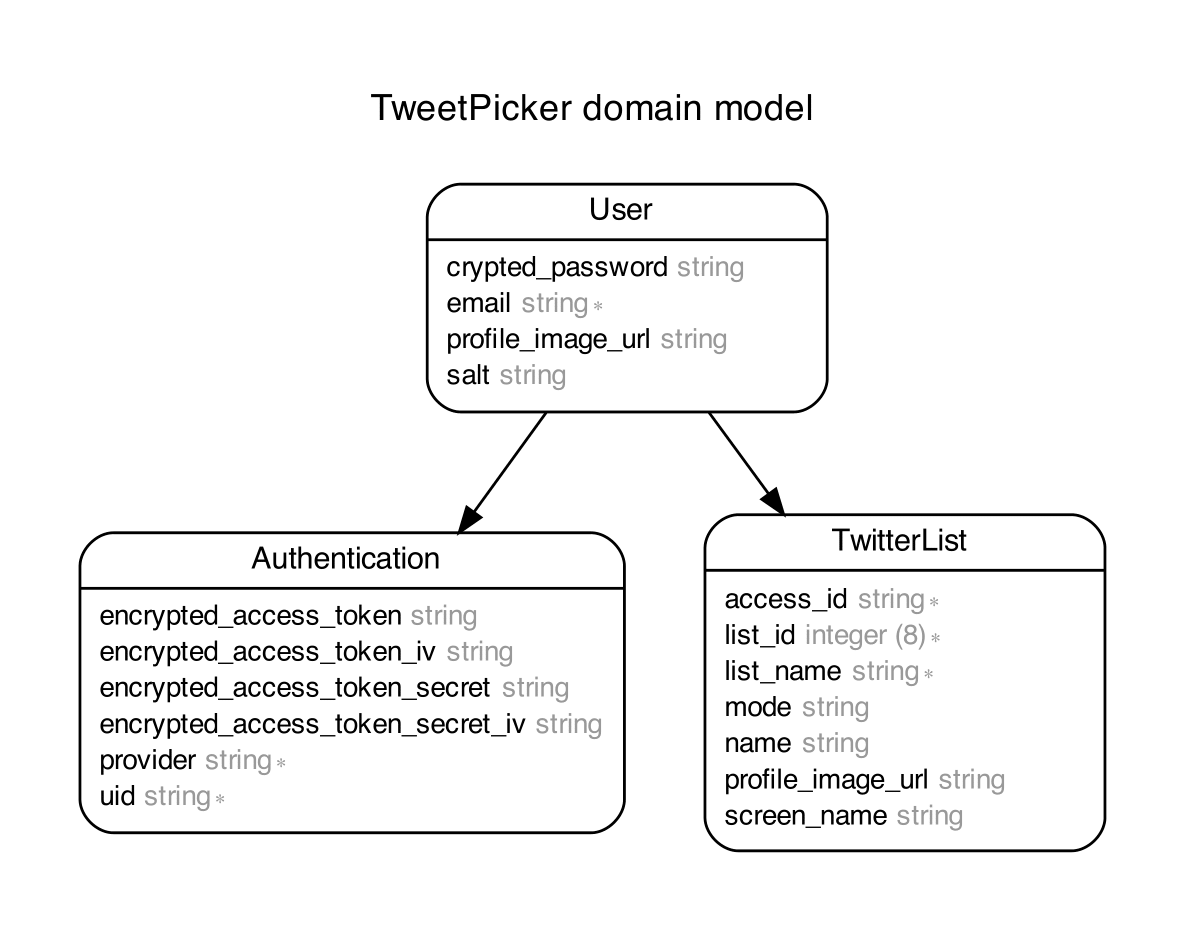 TweetPicker domain model
User
crypted_password string
email string *
profile_image_url string
salt string
Authentication
encrypted_access_token string
encrypted_access_token_iv string
encrypted_access_token_secret string
encrypted_access_token_secret_iv string
provider string *
uid string *
TwitterList
access_id string *
list_id integer (8) *
list_name string *
mode string
name string
profile_image_url string
screen_name string